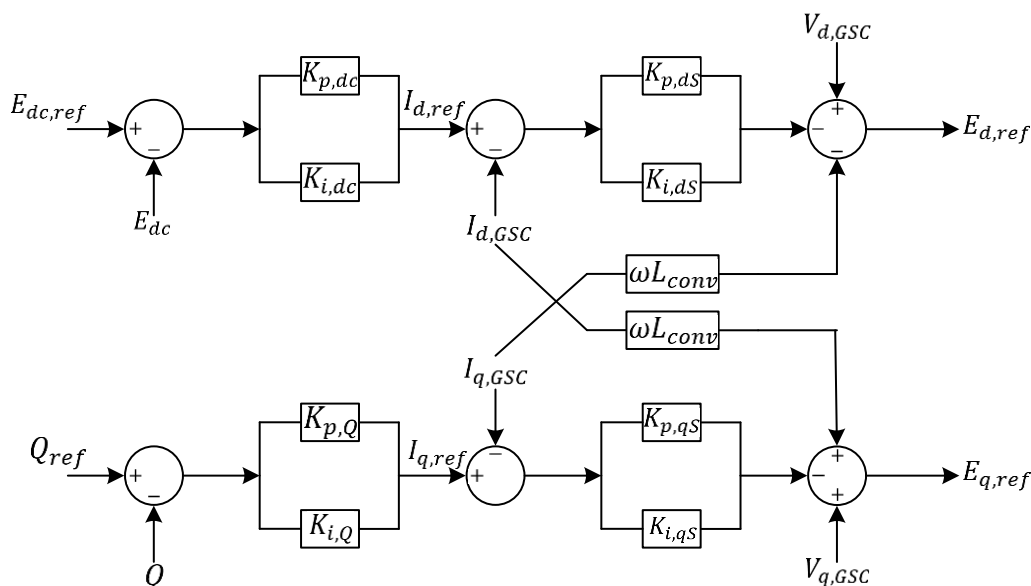 V_{d,GSC}
K_{p,dc}
K_{p,dS}
E_{dc,ref}
I_{d,ref}
+
−
+
−
+
−
−
E_{d,ref}
K_{i,dc}
K_{i,dS}
E_{dc}
I_{d,GSC}
ωL_{conv}
ωL_{conv}
I_{q,GSC}
K_{p,Q}
K_{p,qS}
Q_{ref}
I_{q,ref}
+
−
+
−
+
−
+
E_{q,ref}
K_{i,Q}
K_{i,qS}
Q
V_{q,GSC}